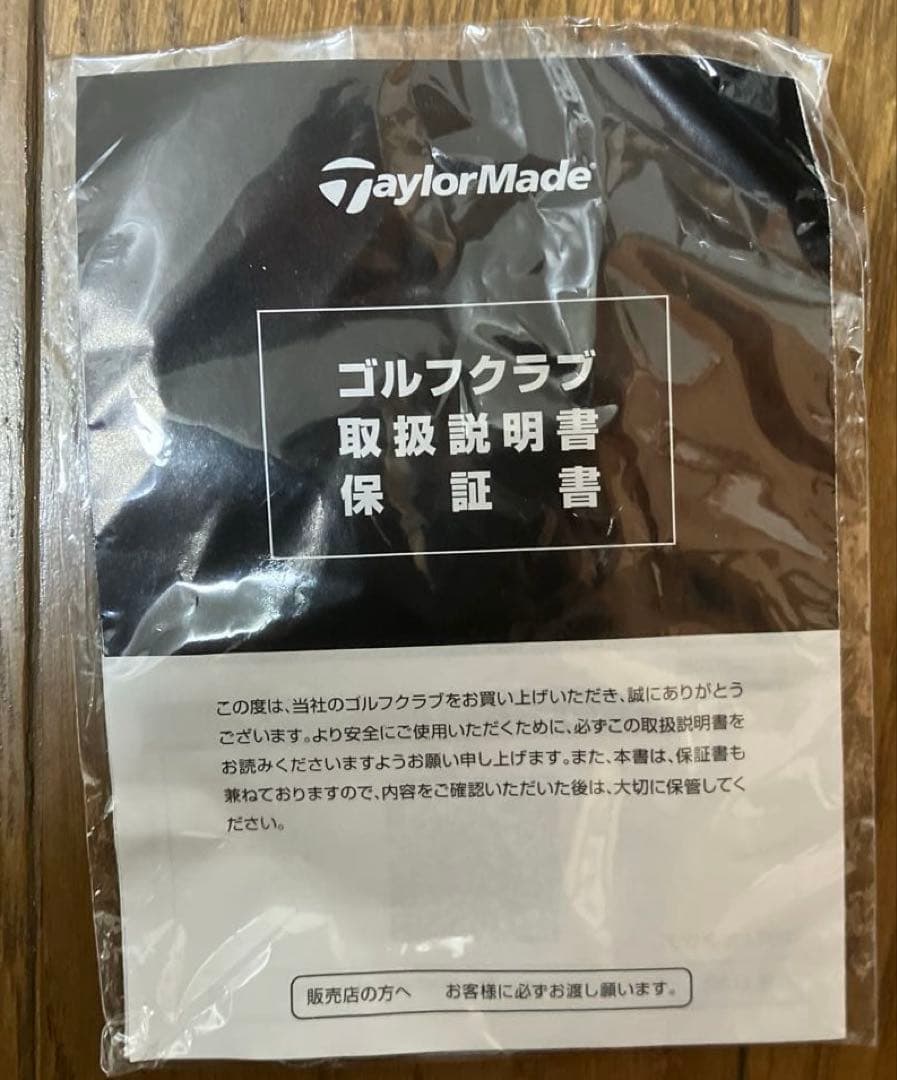 TaylorMade
ゴルフクラブ
取扱説明書
保証書
この度は、当社のゴルフクラブをお買い上げいただき、誠にありがとう
ございます。より安全にご使用いただくために、必ずこの取扱説明書を
お読みくださいますようお願い申し上げます。また、本書は、保証書も
兼ねておりますので、内容をご確認いただいた後は、大切に保管してく
ださい。
販売店の方へ　お客様に必ずお渡し願います。